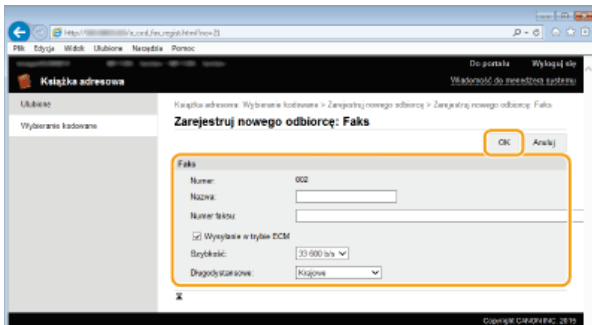 Plik Edycja Widok Ulubione Narzędzia Pomoc
Do portalu Wyloguj się
Książka adresowa
Wiadomość do menedżera systemu
Ulubione
Wybieranie kodowane
Książka adresowa: Wybieranie kodowane > Zarejestruj nowego odbiorcę > Zarejestruj nowego odbiorcę: Faks
Zarejestruj nowego odbiorcę: Faks
OK Anuluj
Faks
Numer: 002
Nazwa:
Numer faksu:
Wysyłanie w trybie ECM
Szybkość: 33 600 b/s
Długodystansowe: Krajowe
Copyright CANON INC. 2015